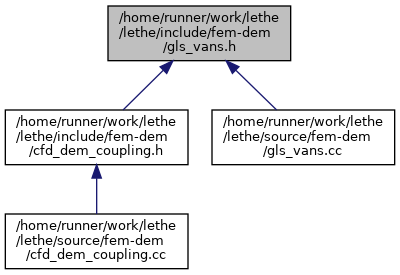 /home/runner/work/lethe
/lethe/include/fem-dem
/gls_vans.h
/home/runner/work/lethe
/lethe/include/fem-dem
/cfd_dem_coupling.h
/home/runner/work/lethe
/lethe/source/fem-dem
/gls_vans.cc
/home/runner/work/lethe
/lethe/source/fem-dem
/cfd_dem_coupling.cc